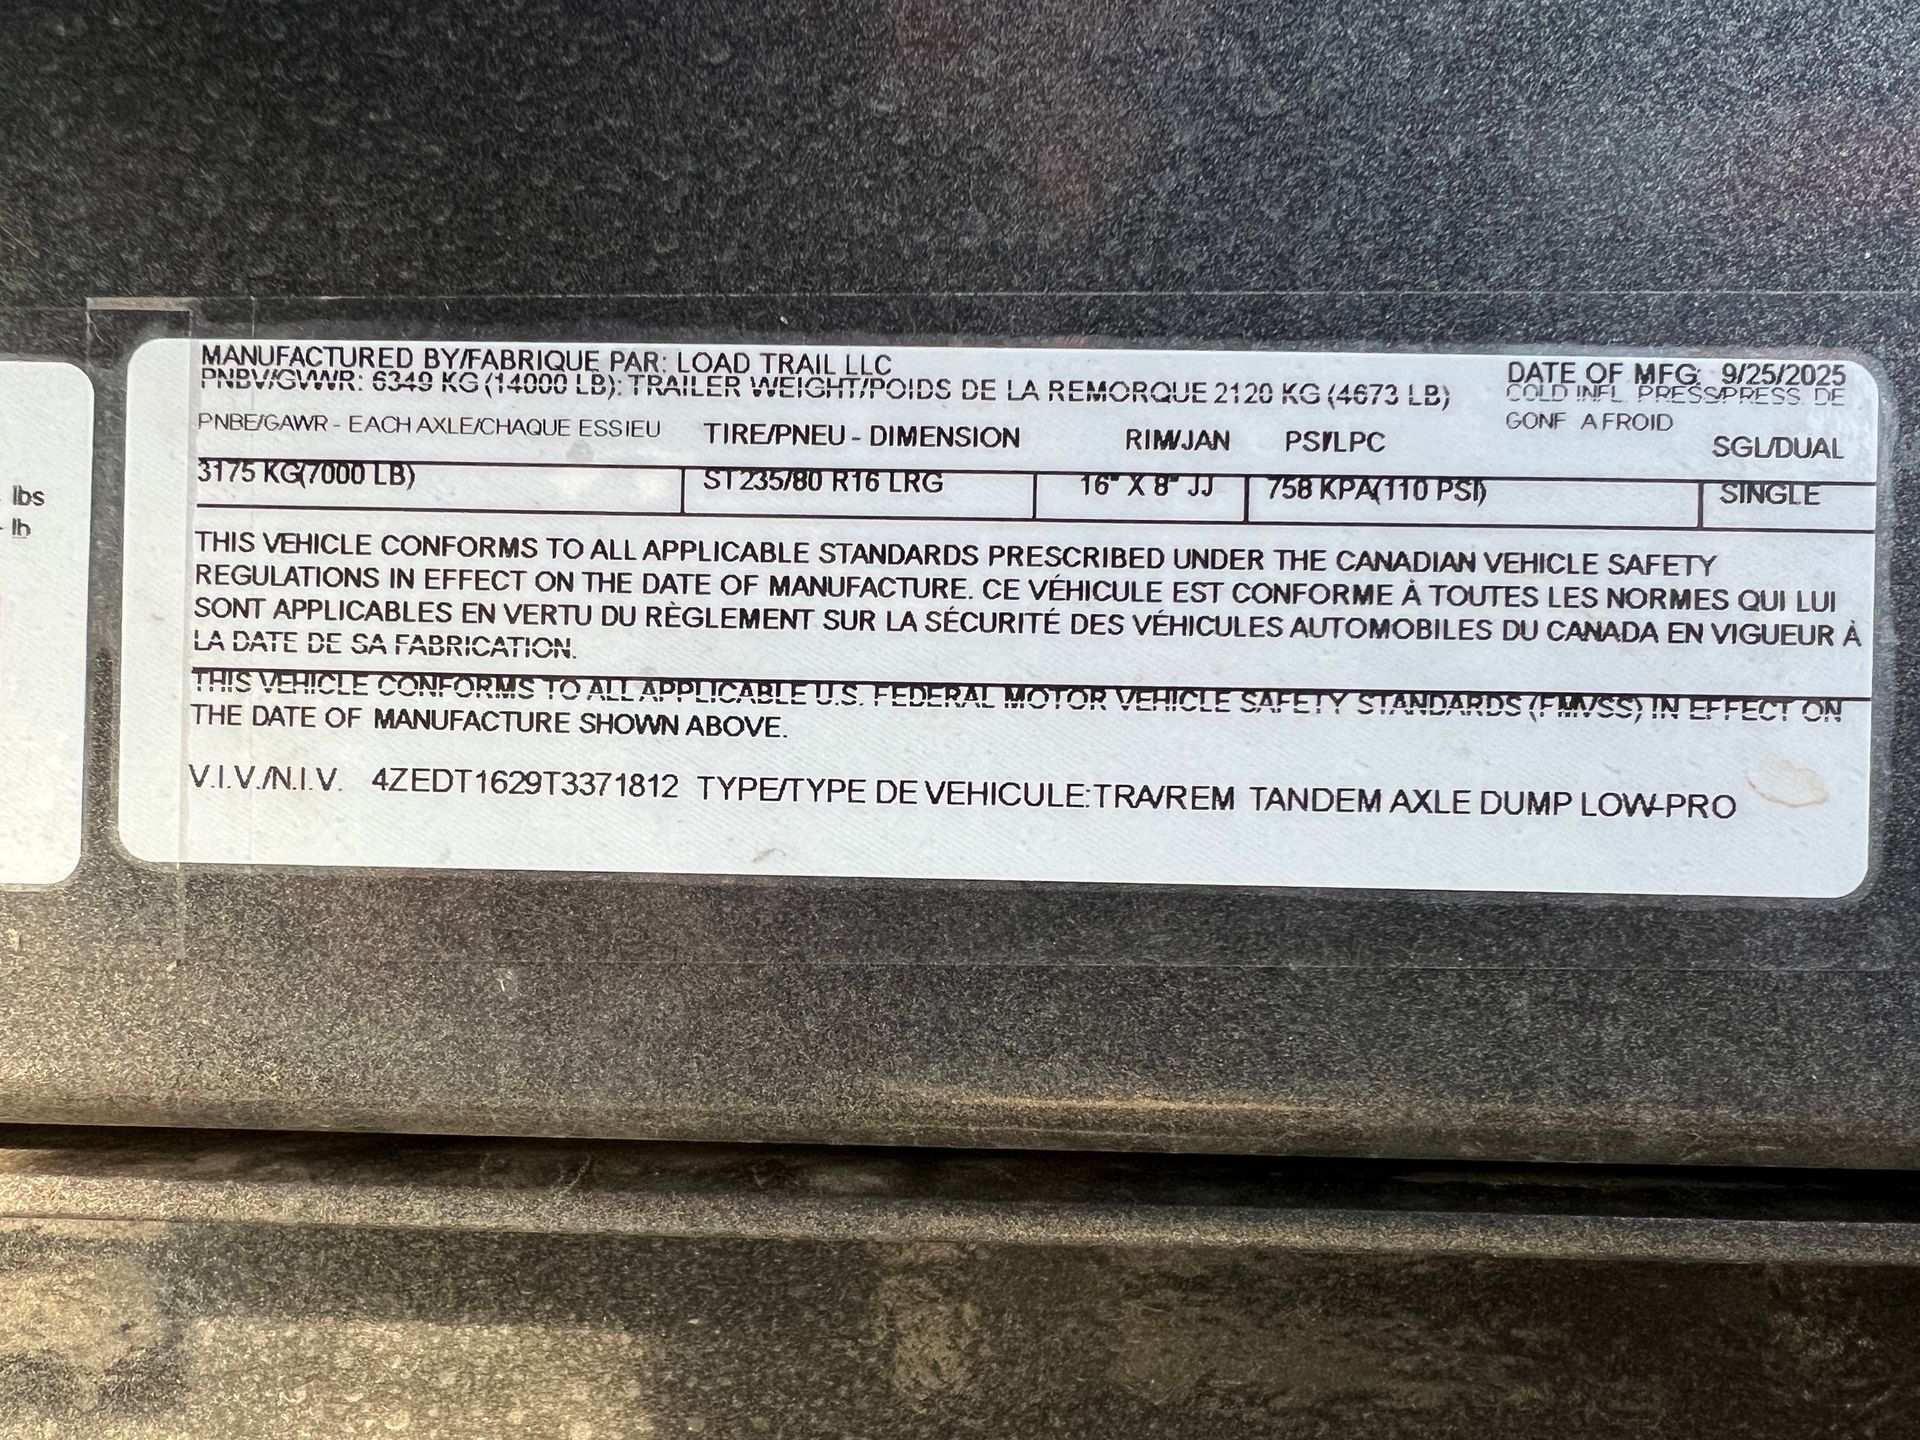 lbs
lb
MANUFACTURED BY/FABRIQUE PAR: LOAD TRAIL LLC
DATE OF MFG: 9/25/2025
PNBV/GVWR: 6349 KG (14000 LB): TRAILER WEIGHT/POIDS DE LA REMORQUE 2120 KG (4673 LB)
COLD INFL PRESS/PRESS DE
GONF A FROID
PNBE/GAWR - EACH AXLE/CHAQUE ESSIEU TIRE/PNEU - DIMENSION RIM/JAN PSI/LPC SGL/DUAL
3175 KG(7000 LB) ST235/80 R16 LRG 16" X 8" JJ 758 KPA(110 PSI) SINGLE
THIS VEHICLE CONFORMS TO ALL APPLICABLE STANDARDS PRESCRIBED UNDER THE CANADIAN VEHICLE SAFETY
REGULATIONS IN EFFECT ON THE DATE OF MANUFACTURE. CE VÉHICULE EST CONFORME À TOUTES LES NORMES QUI LUI
SONT APPLICABLES EN VERTU DU RÈGLEMENT SUR LA SÉCURITÉ DES VÉHICULES AUTOMOBILES DU CANADA EN VIGUEUR À
LA DATE DE SA FABRICATION.
THIS VEHICLE CONFORMS TO ALL APPLICABLE U.S. FEDERAL MOTOR VEHICLE SAFETY STANDARDS (FMVSS) IN EFFECT ON
THE DATE OF MANUFACTURE SHOWN ABOVE.
V.I.V./N.I.V. 4ZEDT1629T3371812 TYPE/TYPE DE VEHICULE:TRA/REM TANDEM AXLE DUMP LOW-PRO